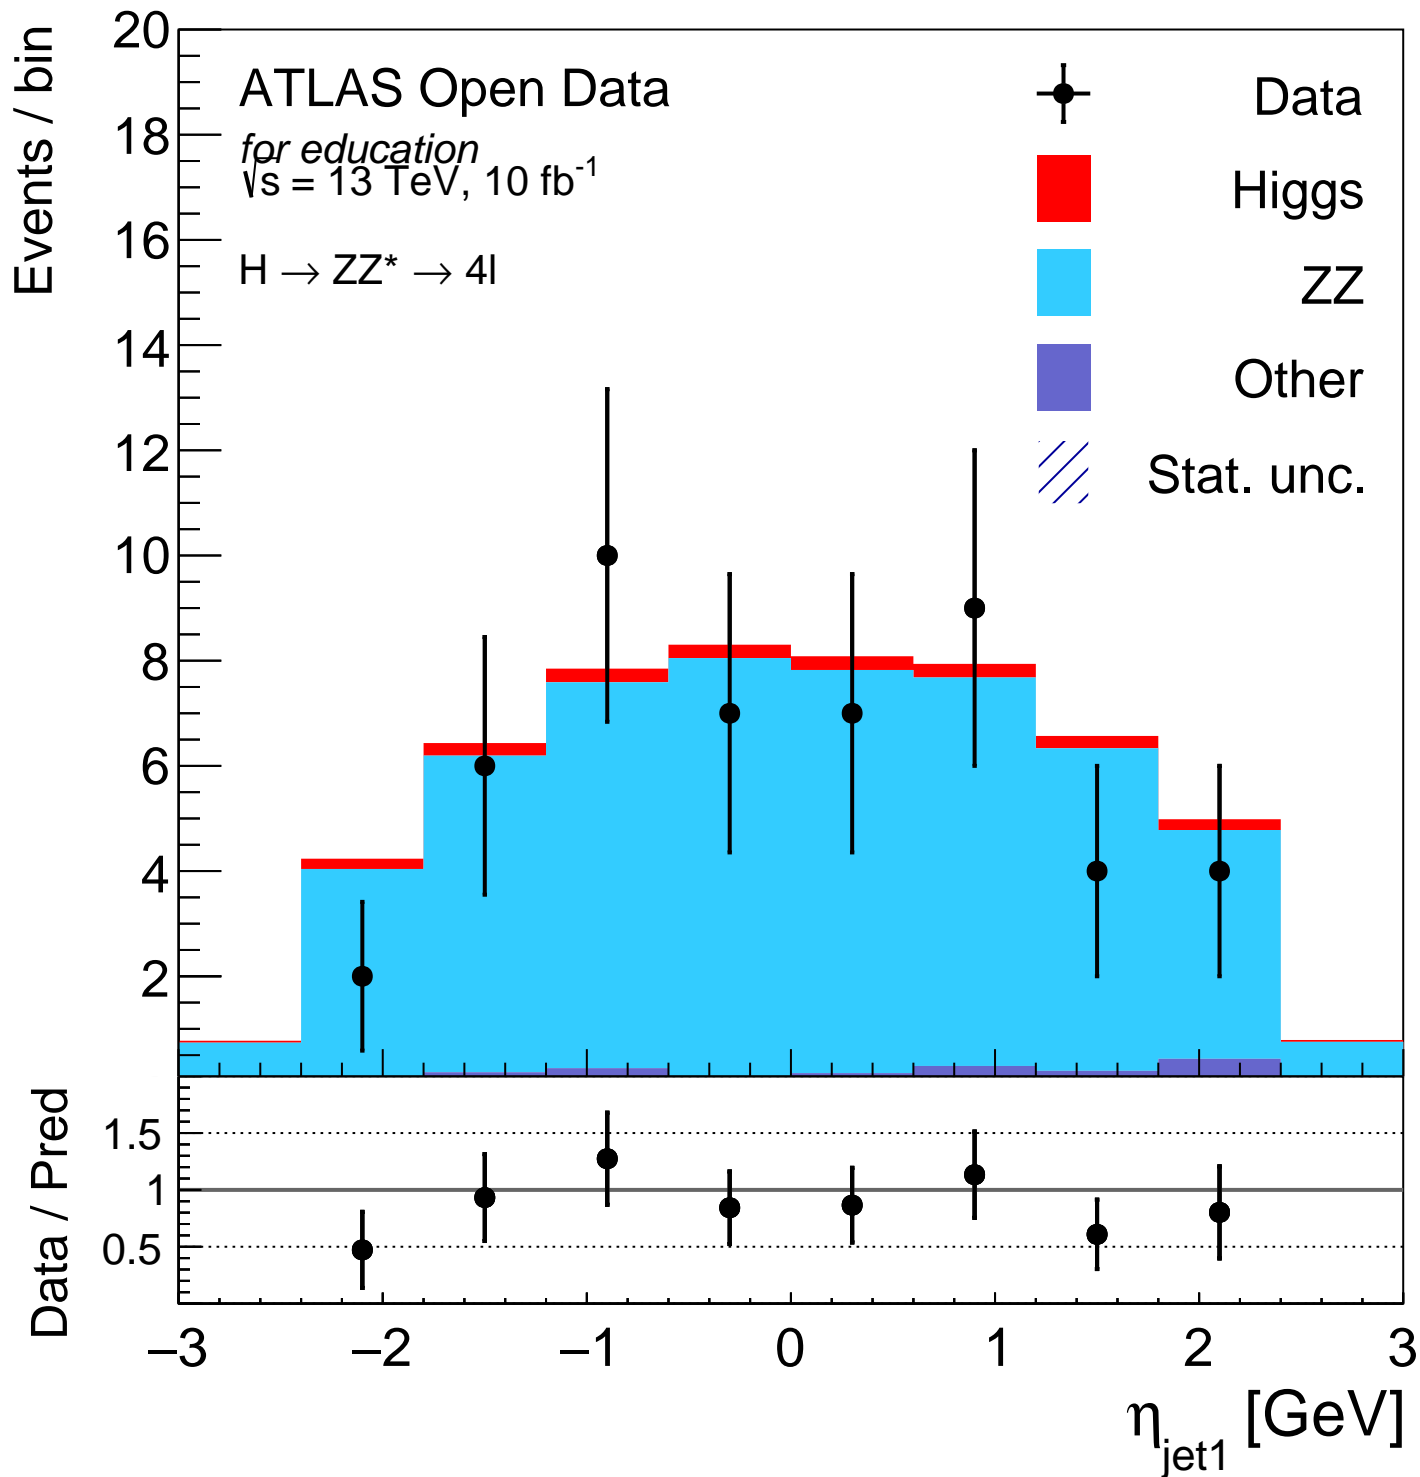 Events / bin
20
18
16
14
12
10
8
6
4
2
ATLAS Open Data
for education
√s = 13 TeV, 10 fb⁻¹
H → ZZ* → 4l
Data
Higgs
ZZ
Other
Stat. unc.
Data / Pred
1.5
1
0.5
−3 −2 −1 0 1 2 3
η_jet1 [GeV]